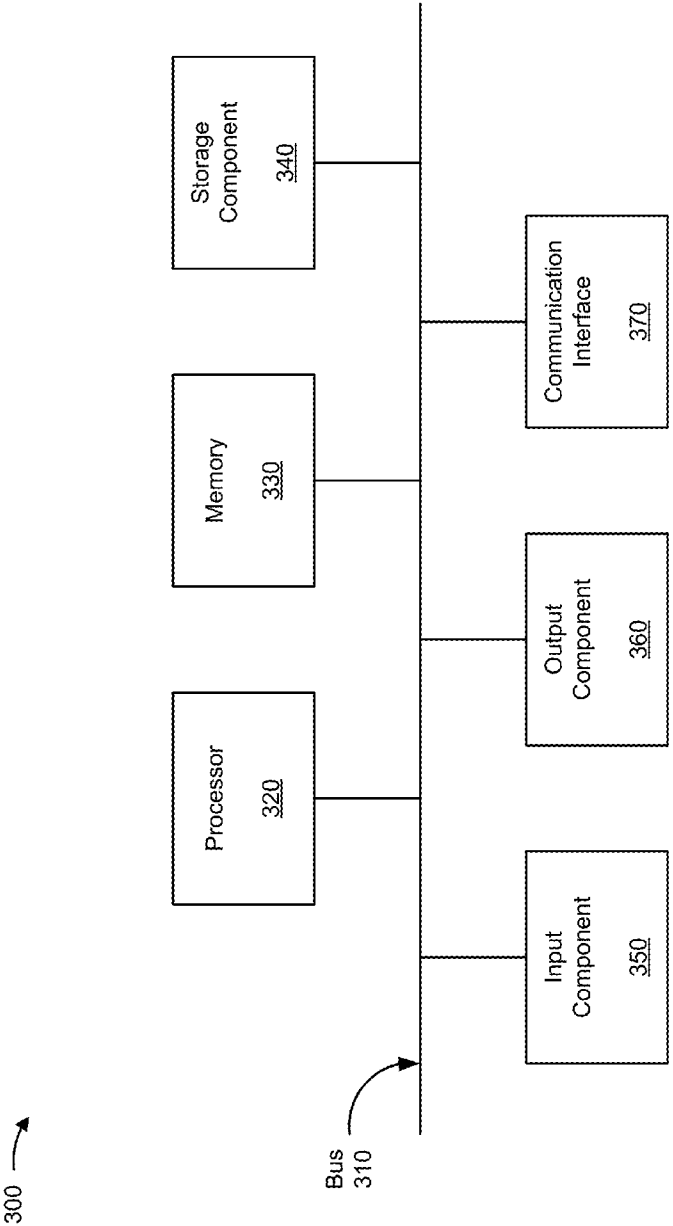 300
Bus
310
Processor
320
Memory
330
Storage
Component
340
Input
Component
350
Output
Component
360
Communication
Interface
370